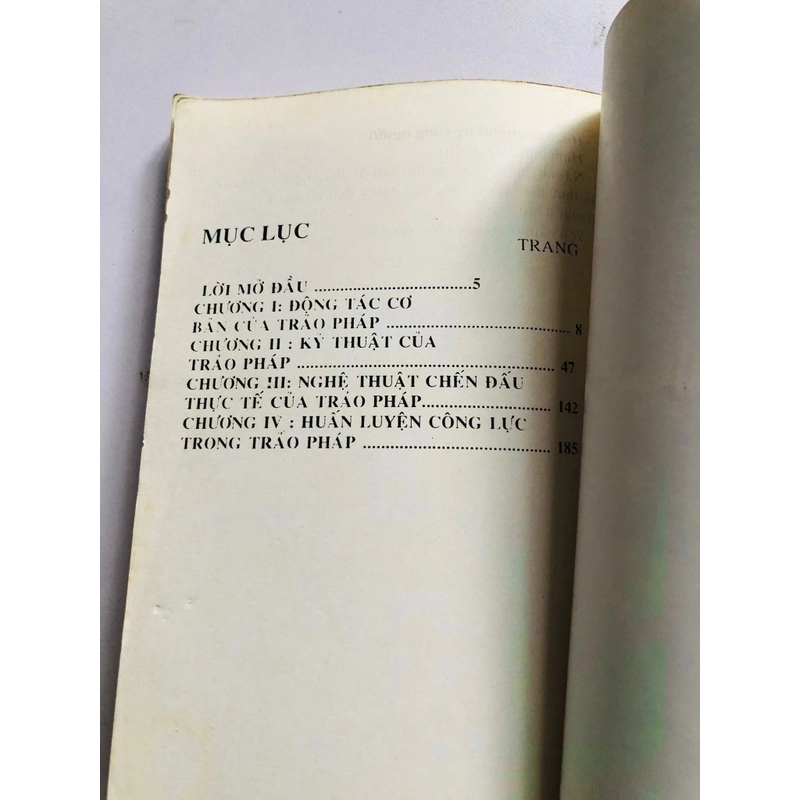 MỤC LỤC
TRANG
LỜI MỞ ĐẦU ..........................5
CHƯƠNG I: ĐỘNG TÁC CƠ
BẢN CỦA TRẢO PHÁP .............................. 8
CHƯƠNG II : KỸ THUẬT CỦA
TRẢO PHÁP .......................................... 47
CHƯƠNG III: NGHỆ THUẬT CHẾN ĐẤU
THỰC TẾ CỦA TRẢO PHÁP..................... 142
CHƯƠNG IV : HUẤN LUYỆN CÔNG LỰC
TRONG TRẢO PHÁP ................................ 185